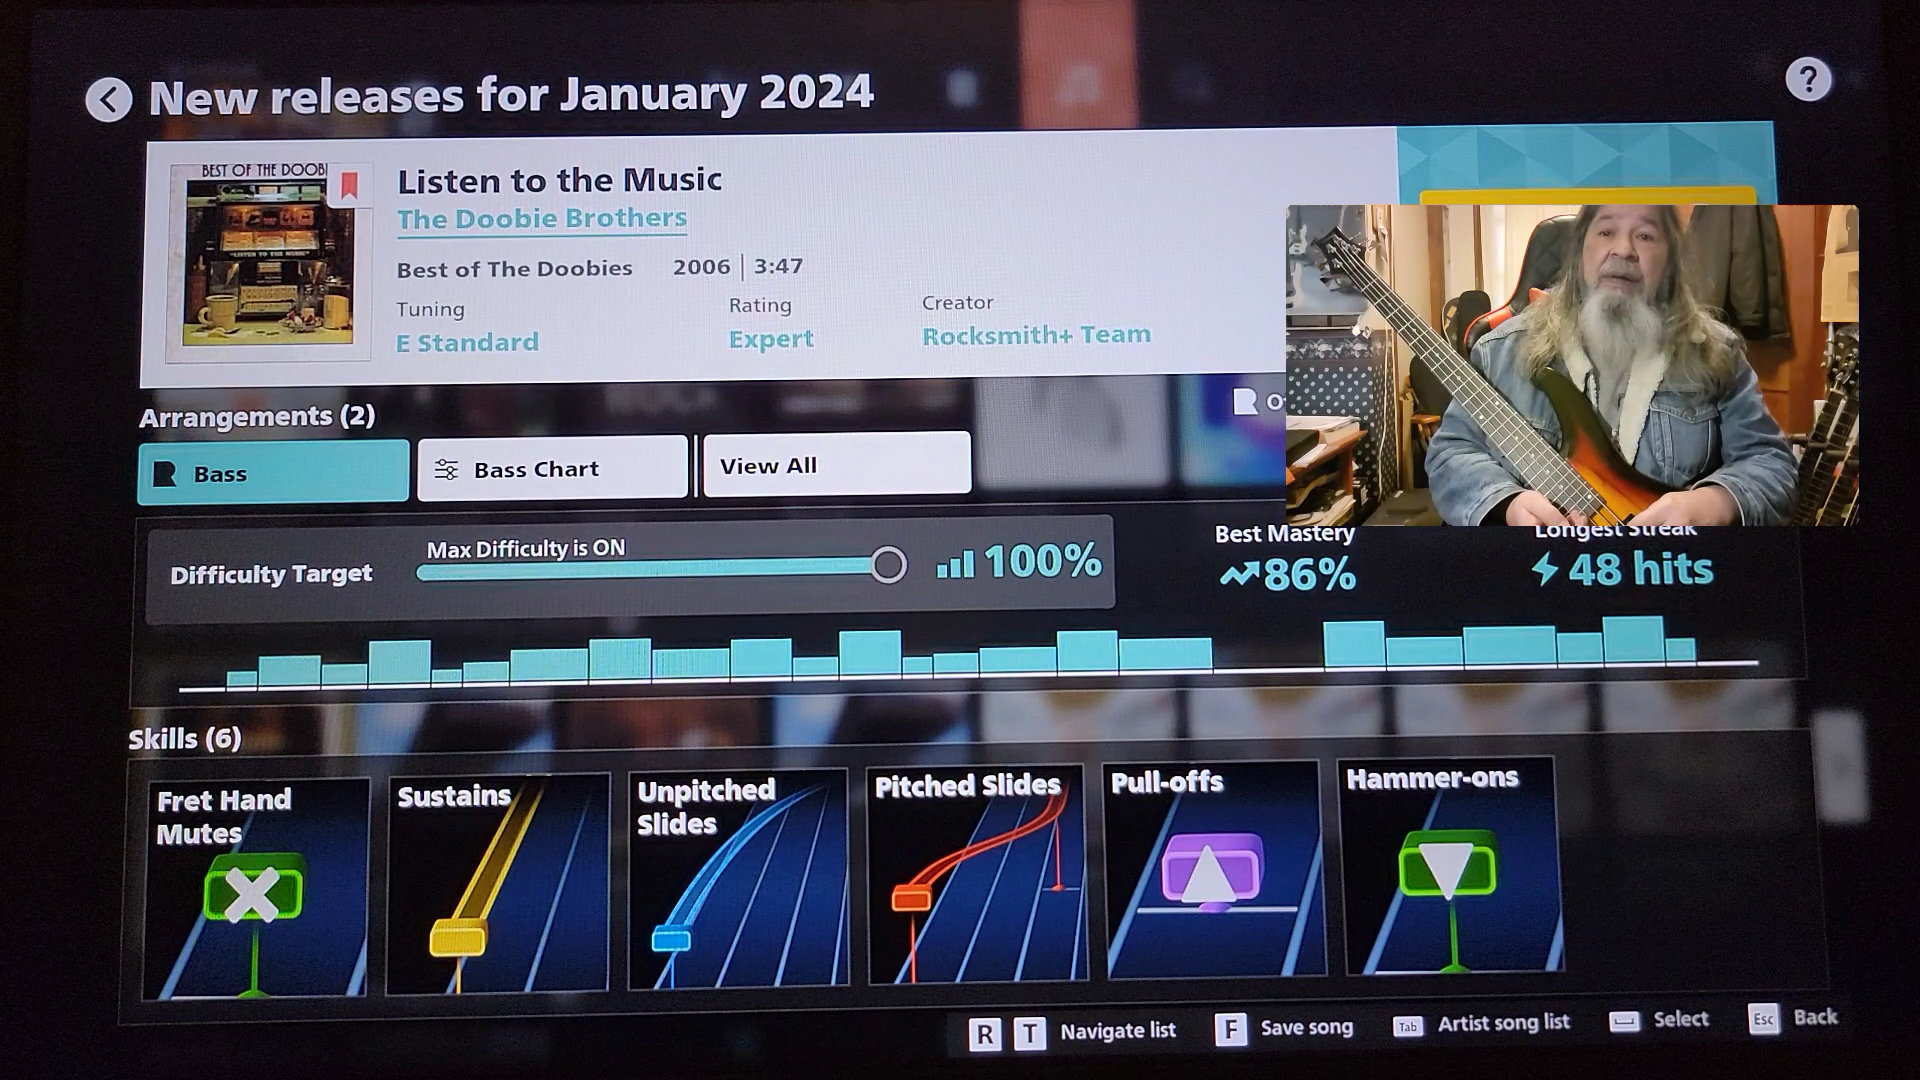 New releases for January 2024
?
BEST OF THE DOOBI
Listen to the Music
The Doobie Brothers
Best of The Doobies 2006 | 3:47
Tuning Rating Creator
E Standard Expert Rocksmith+ Team
Arrangements (2)
Bass Bass Chart View All
Max Difficulty is ON
Difficulty Target 100%
Best Mastery Longest Streak
86% 48 hits
Skills (6)
Fret Hand Mutes
Sustains
Unpitched Slides
Pitched Slides
Pull-offs
Hammer-ons
R T Navigate list F Save song Tab Artist song list Select Esc Back